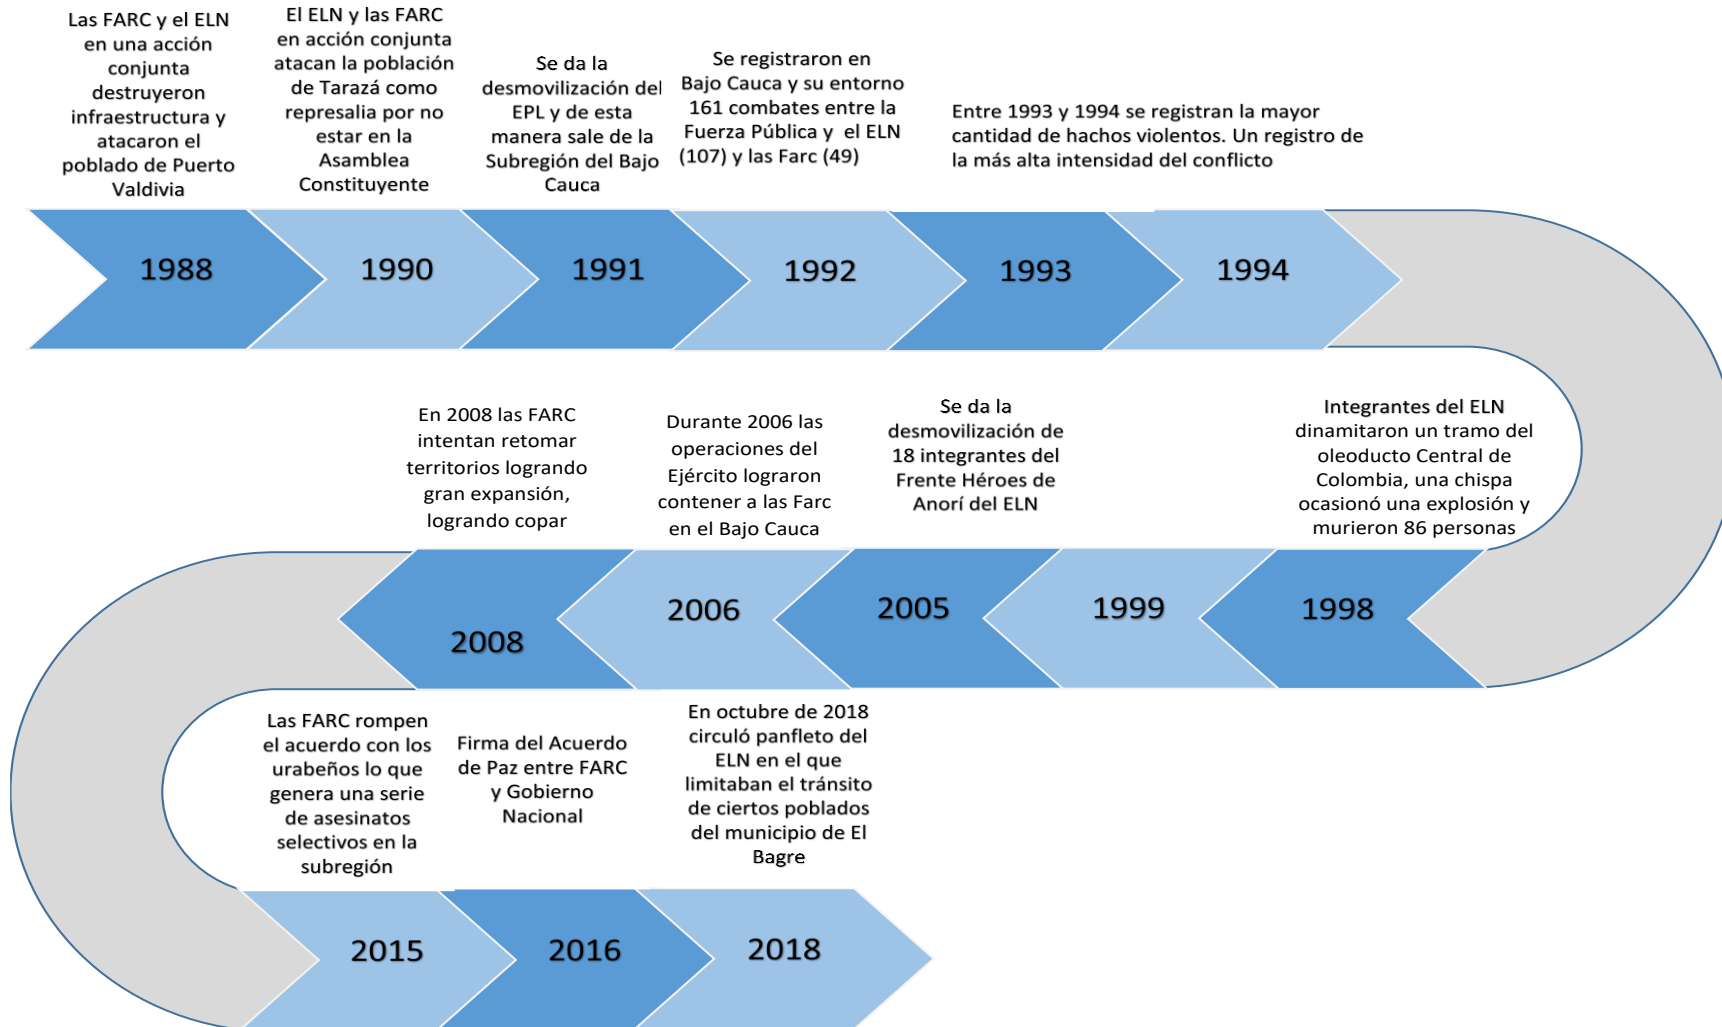 Las FARC y el ELN
en una acción
conjunta
destruyeron
infraestructura y
atacaron el
poblado de Puerto
Valdivia
El ELN y las FARC
en acción conjunta
atacan la población
de Tarazá como
represalia por no
estar en la
Asamblea
Constituyente
Se da la
desmovilización del
EPL y de esta
manera sale de la
Subregión del Bajo
Cauca
Se registraron en
Bajo Cauca y su entorno
161 combates entre la
Fuerza Pública y el ELN
(107) y las Farc (49)
Entre 1993 y 1994 se registran la mayor
cantidad de hachos violentos. Un registro de
la más alta intensidad del conflicto
1988
1990
1991
1992
1993
1994
Integrantes del ELN
dinamitaron un tramo del
oleoducto Central de
Colombia, una chispa
ocasionó una explosión y
murieron 86 personas
Se da la
desmovilización de
18 integrantes del
Frente Héroes de
Anorí del ELN
Durante 2006 las
operaciones del
Ejército lograron
contener a las Farc
en el Bajo Cauca
En 2008 las FARC
intentan retomar
territorios logrando
gran expansión,
logrando copar
1998
1999
2005
2006
2008
Las FARC rompen
el acuerdo con los
urabeños lo que
genera una serie
de asesinatos
selectivos en la
subregión
Firma del Acuerdo
de Paz entre FARC
y Gobierno
Nacional
En octubre de 2018
circuló panfleto del
ELN en el que
limitaban el tránsito
de ciertos poblados
del municipio de El
Bagre
2015
2016
2018